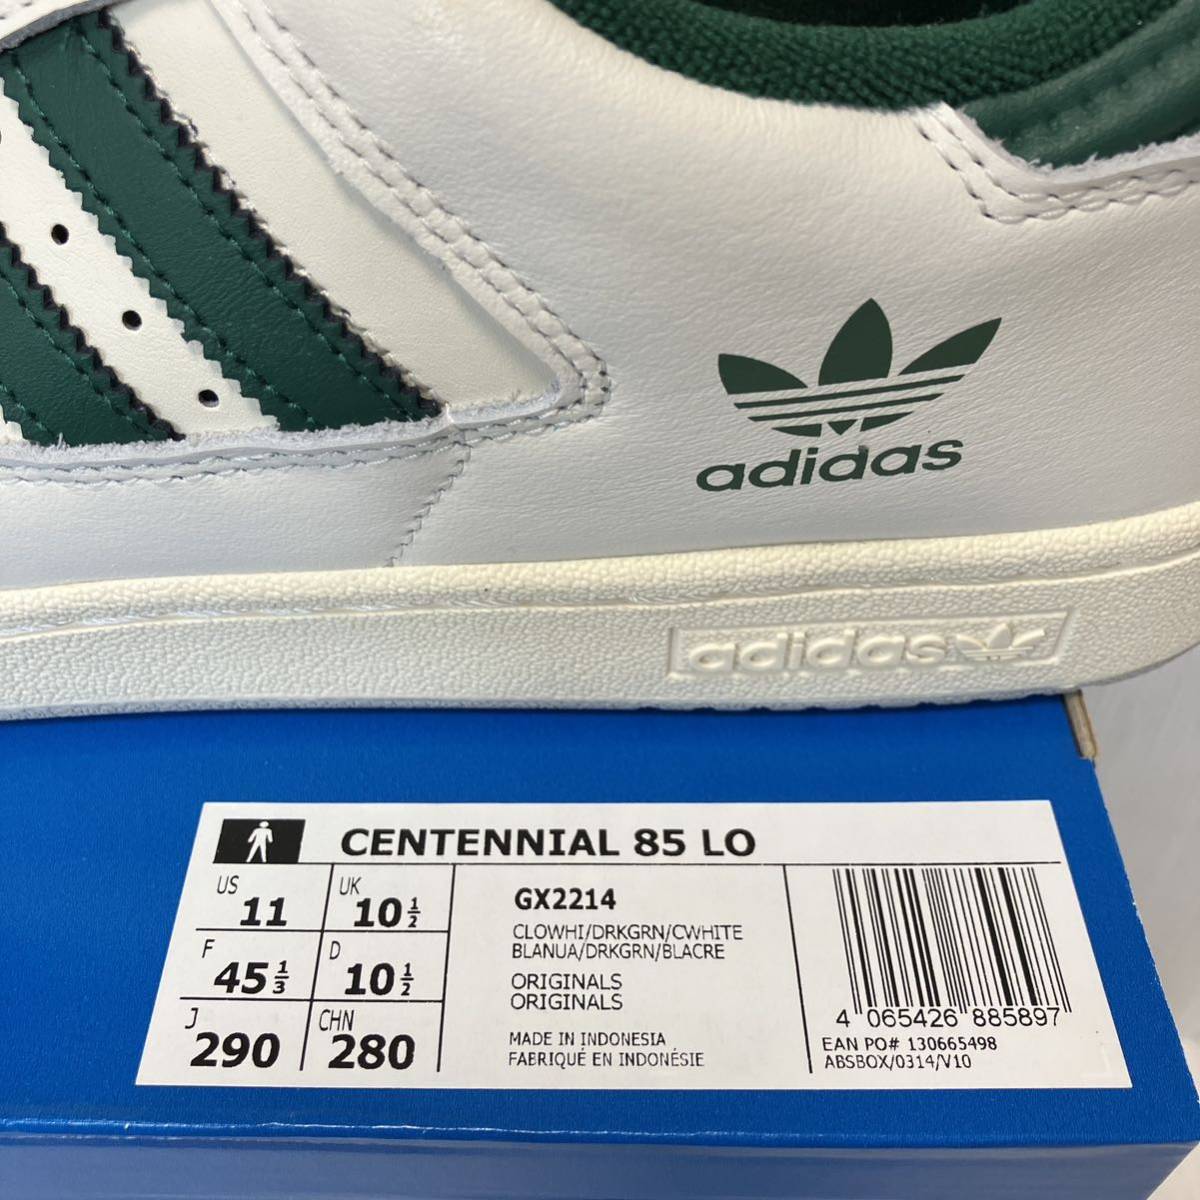 adidas
adidas
CENTENNIAL 85 LO
US 11
UK 10 1/2
F 45 1/3
D 10 1/2
J 290
CHN 280
GX2214
CLOWHI/DRKGRN/CWHITE
BLANUA/DRKGRN/BLACRE
ORIGINALS
ORIGINALS
MADE IN INDONESIA
FABRIQUÉ EN INDONÉSIE
4 065426 885897
EAN PO# 130665498
ABSBOX/0314/V10